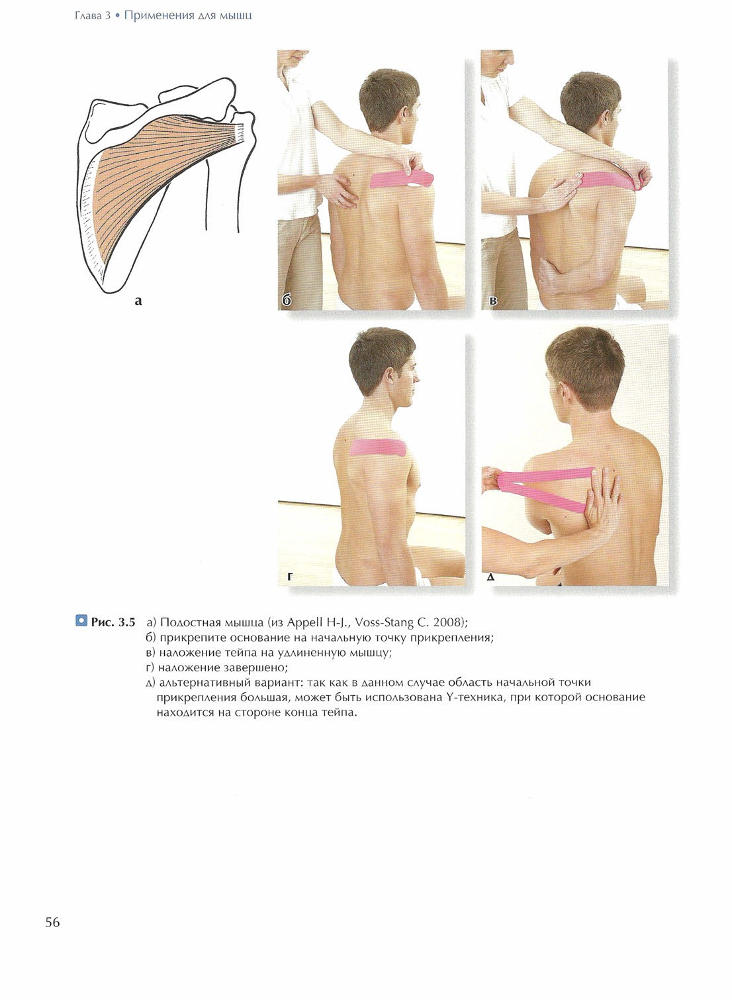 Глава 3 • Применения для мышц
а
б
в
г
д
Рис. 3.5 а) Подостная мышца (из Appell H-J., Voss-Stang C. 2008);
б) прикрепите основание на начальную точку прикрепления;
в) наложение тейпа на удлиненную мышцу;
г) наложение завершено;
д) альтернативный вариант: так как в данном случае область начальной точки
прикрепления большая, может быть использована Y-техника, при которой основание
находится на стороне конца тейпа.
56